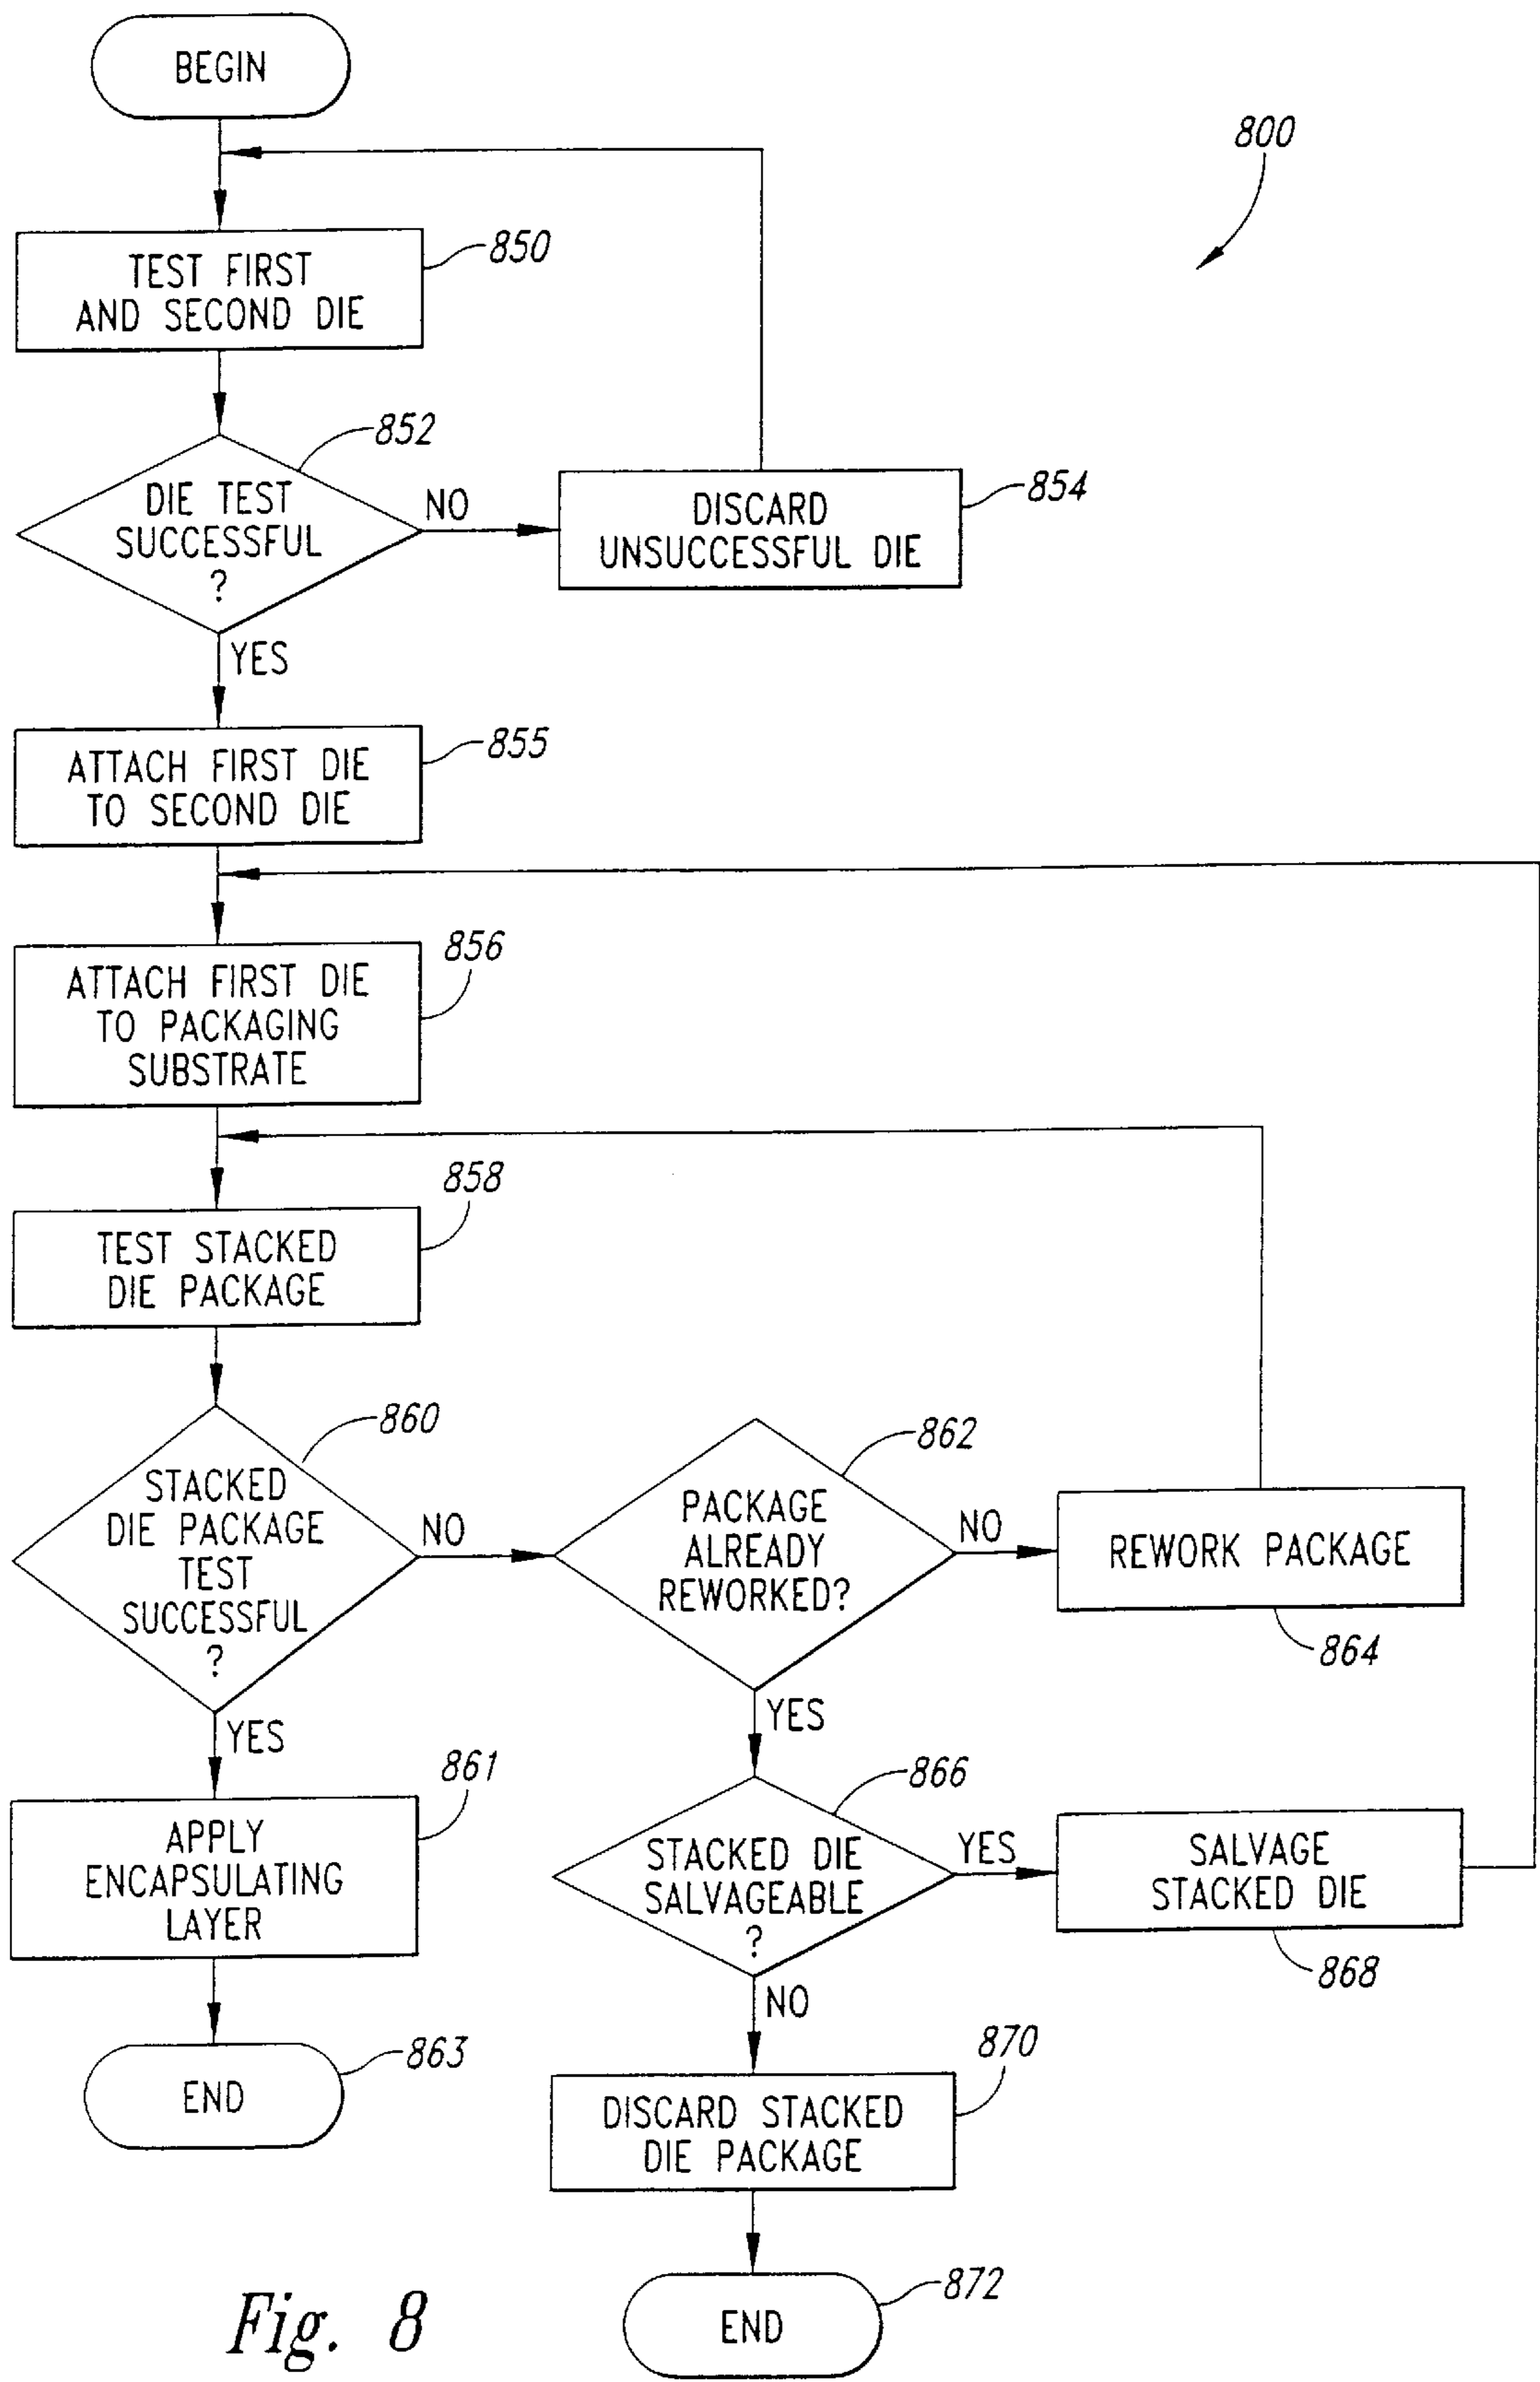 BEGIN
800
TEST FIRST
AND SECOND DIE
850
DIE TEST
SUCCESSFUL
?
852
NO
DISCARD
UNSUCCESSFUL DIE
854
YES
ATTACH FIRST DIE
TO SECOND DIE
855
ATTACH FIRST DIE
TO PACKAGING
SUBSTRATE
856
TEST STACKED
DIE PACKAGE
858
STACKED
DIE PACKAGE
TEST
SUCCESSFUL
?
860
NO
PACKAGE
ALREADY
REWORKED?
862
NO
REWORK PACKAGE
864
YES
YES
APPLY
ENCAPSULATING
LAYER
861
STACKED DIE
SALVAGEABLE
?
866
YES
SALVAGE
STACKED DIE
868
NO
END
863
DISCARD STACKED
DIE PACKAGE
870
END
872
Fig. 8